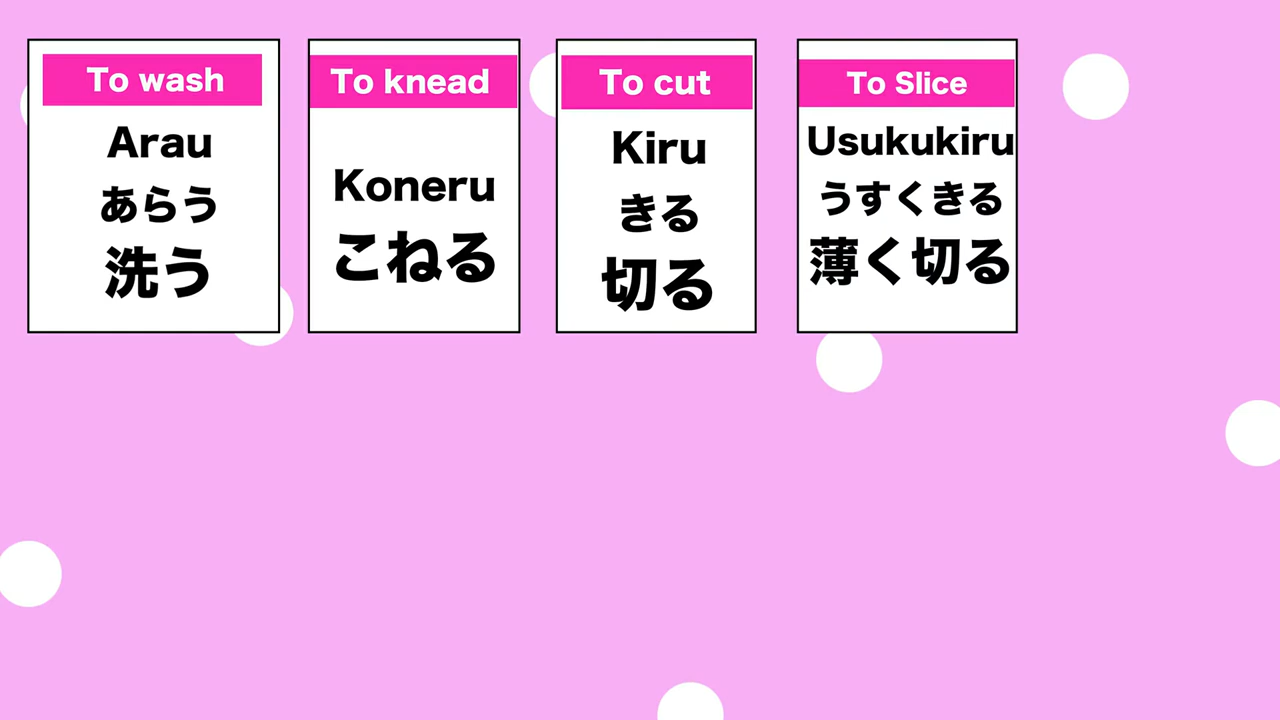 To wash
Arau
あらう
洗う
To knead
Koneru
こねる
To cut
Kiru
きる
切る
To Slice
Usukukiru
うすくきる
薄く切る